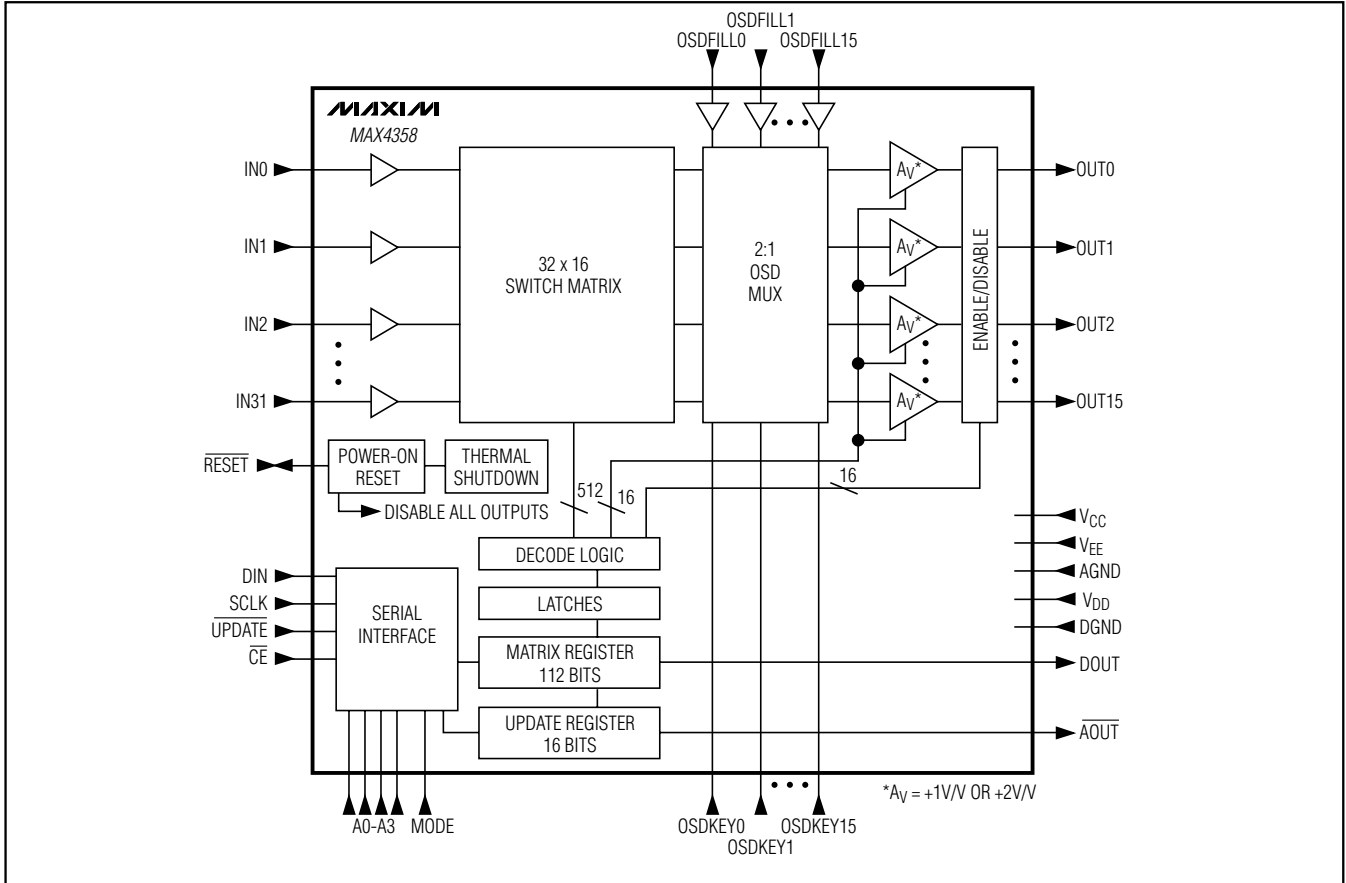 OSDFILL1
OSDFILL0
OSDFILL15
MAXIM
MAX4358
IN0
IN1
IN2
IN31
32 x 16
SWITCH MATRIX
2:1
OSD
MUX
AV*
AV*
AV*
AV*
ENABLE/DISABLE
OUT0
OUT1
OUT2
OUT15
RESET
POWER-ON
RESET
THERMAL
SHUTDOWN
DISABLE ALL OUTPUTS
512
16
16
DECODE LOGIC
LATCHES
MATRIX REGISTER
112 BITS
UPDATE REGISTER
16 BITS
DIN
SCLK
UPDATE
CE
SERIAL
INTERFACE
VCC
VEE
AGND
VDD
DGND
DOUT
AOUT
A0-A3
MODE
OSDKEY0
OSDKEY15
OSDKEY1
*AV = +1V/V OR +2V/V